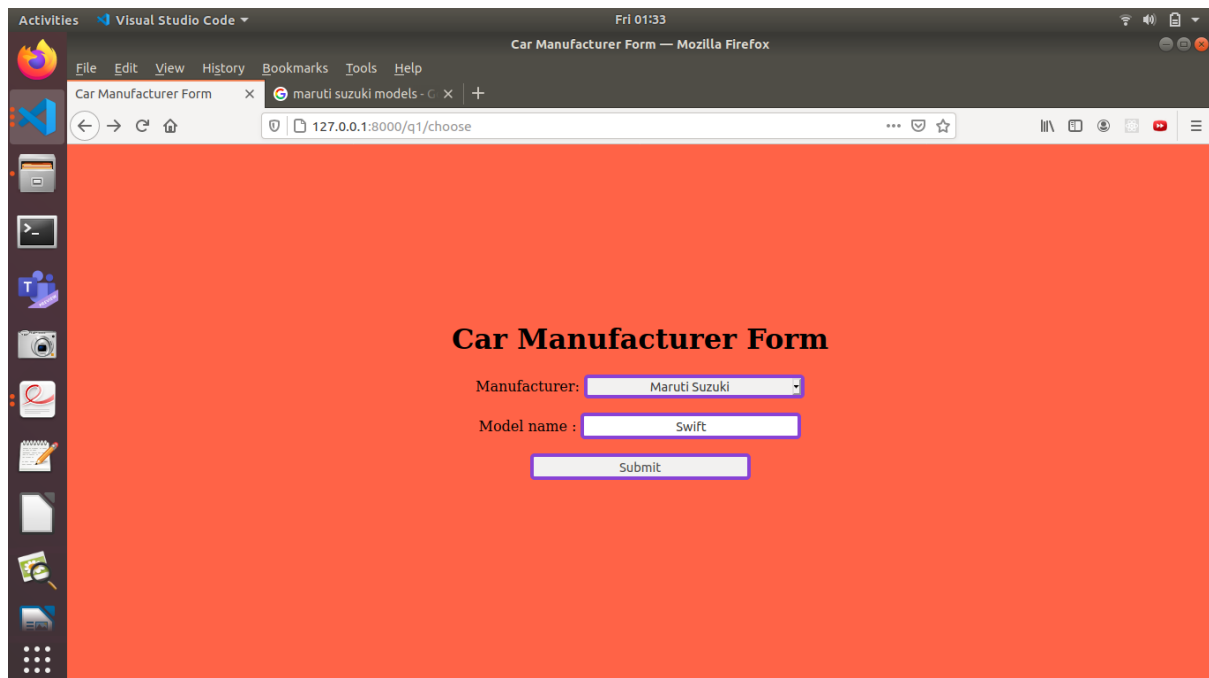 Activities Visual Studio Code Fri 01:33
Car Manufacturer Form — Mozilla Firefox
File Edit View History Bookmarks Tools Help
Car Manufacturer Form maruti suzuki models - G
127.0.0.1:8000/q1/choose
Car Manufacturer Form
Manufacturer: Maruti Suzuki
Model name : Swift
Submit